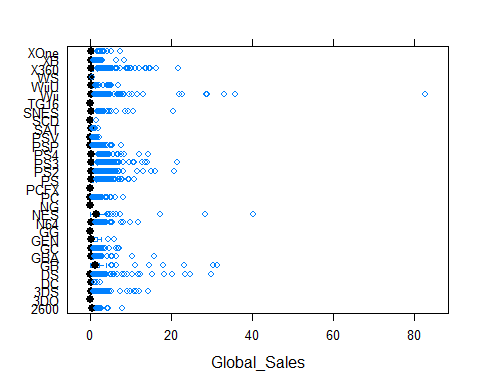 XOne
XB
X360
WS
WiiU
Wii
TG16
SNES
SCD
SAT
PSV
PSP
PS4
PS3
PS2
PS
PCFX
PC
NG
NES
N64
GG
GEN
GC
GBA
GB
DS
DC
3DS
3DO
2600
0
20
40
60
80
Global_Sales